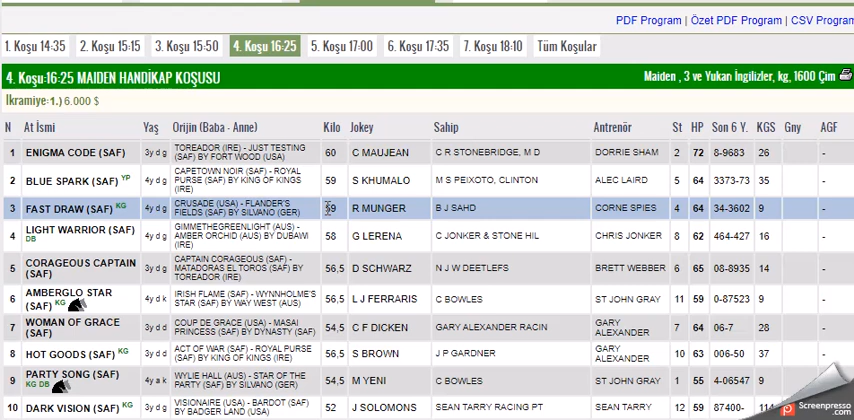 PDF Program | Özet PDF Program | CSV Program
1. Koşu 14:35 2. Koşu 15:15 3. Koşu 15:50 4. Koşu 16:25 5. Koşu 17:00 6. Koşu 17:35 7. Koşu 18:10 Tüm Koşular
4. Koşu:16:25 MAIDEN HANDİKAP KOŞUSU Maiden , 3 ve Yukarı İngilizler, kg, 1600 Çim
İkramiye: 1.) 6.000 $
N At İsmi Yaş Orijin (Baba - Anne) Kilo Jokey Sahip Antrenör St HP Son 6 Y. KGS Gny AGF
1 ENIGMA CODE (SAF) 3y d g TOREADOR (IRE) - JUST TESTING (SAF) BY FORT WOOD (USA) 60 C MAUJEAN C R STONEBRIDGE, M D DORRIE SHAM 2 72 8-9683 26 -
2 BLUE SPARK (SAF) YP 4y d g CAPETOWN NOIR (SAF) - ROYAL PURSE (SAF) BY KING OF KINGS (IRE) 59 S KHUMALO M S PEIXOTO, CLINTON ALEC LAIRD 5 64 3373-73 35 -
3 FAST DRAW (SAF) KG 4y d g CRUSADE (USA) - FLANDER'S FIELDS (SAF) BY SILVANO (GER) 9 R MUNGER B J SAHD CORNE SPIES 4 64 34-3602 9 -
4 LIGHT WARRIOR (SAF) DB 4y d g GIMMETHEGREENLIGHT (AUS) - AMBER ORCHID (AUS) BY DUBAWI (IRE) 58 G LERENA C JONKER & STONE HIL CHRIS JONKER 8 62 464-427 16 -
5 CORAGEOUS CAPTAIN (SAF) 3y d g CAPTAIN CORAGEOUS (SAF) - MATADORAS EL TOROS (SAF) BY TOREADOR (IRE) 56,5 D SCHWARZ N J W DEETLEFS BRETT WEBBER 6 65 08-8935 14 -
6 AMBERGLO STAR (SAF) KG 4y d k IRISH FLAME (SAF) - WYNNHOLME'S STAR (SAF) BY WAY WEST (AUS) 56,5 L J FERRARIS C BOWLES ST JOHN GRAY 11 59 0-87523 9 -
7 WOMAN OF GRACE (SAF) 3y d d COUP DE GRACE (USA) - MASAI PRINCESS (SAF) BY DYNASTY (SAF) 54,5 C F DICKEN GARY ALEXANDER RACIN GARY ALEXANDER 7 64 06-7 28 -
8 HOT GOODS (SAF) KG 3y d d ACT OF WAR (SAF) - ROYAL PURSE (SAF) BY KING OF KINGS (IRE) 56,5 S BROWN J P GARDNER GARY ALEXANDER 10 63 006-50 37 -
9 PARTY SONG (SAF) KG DB 4y a k WYLIE HALL (AUS) - STAR OF THE PARTY (SAF) BY SILVANO (GER) 54,5 M YENI C BOWLES ST JOHN GRAY 1 55 4-06547 9 -
10 DARK VISION (SAF) KG 3y d g VISIONAIRE (USA) - BARDOT (SAF) BY BADGER LAND (USA) 52 J SOLOMONS SEAN TARRY RACING PT SEAN TARRY 12 59 87400-
Screenpresso
.com